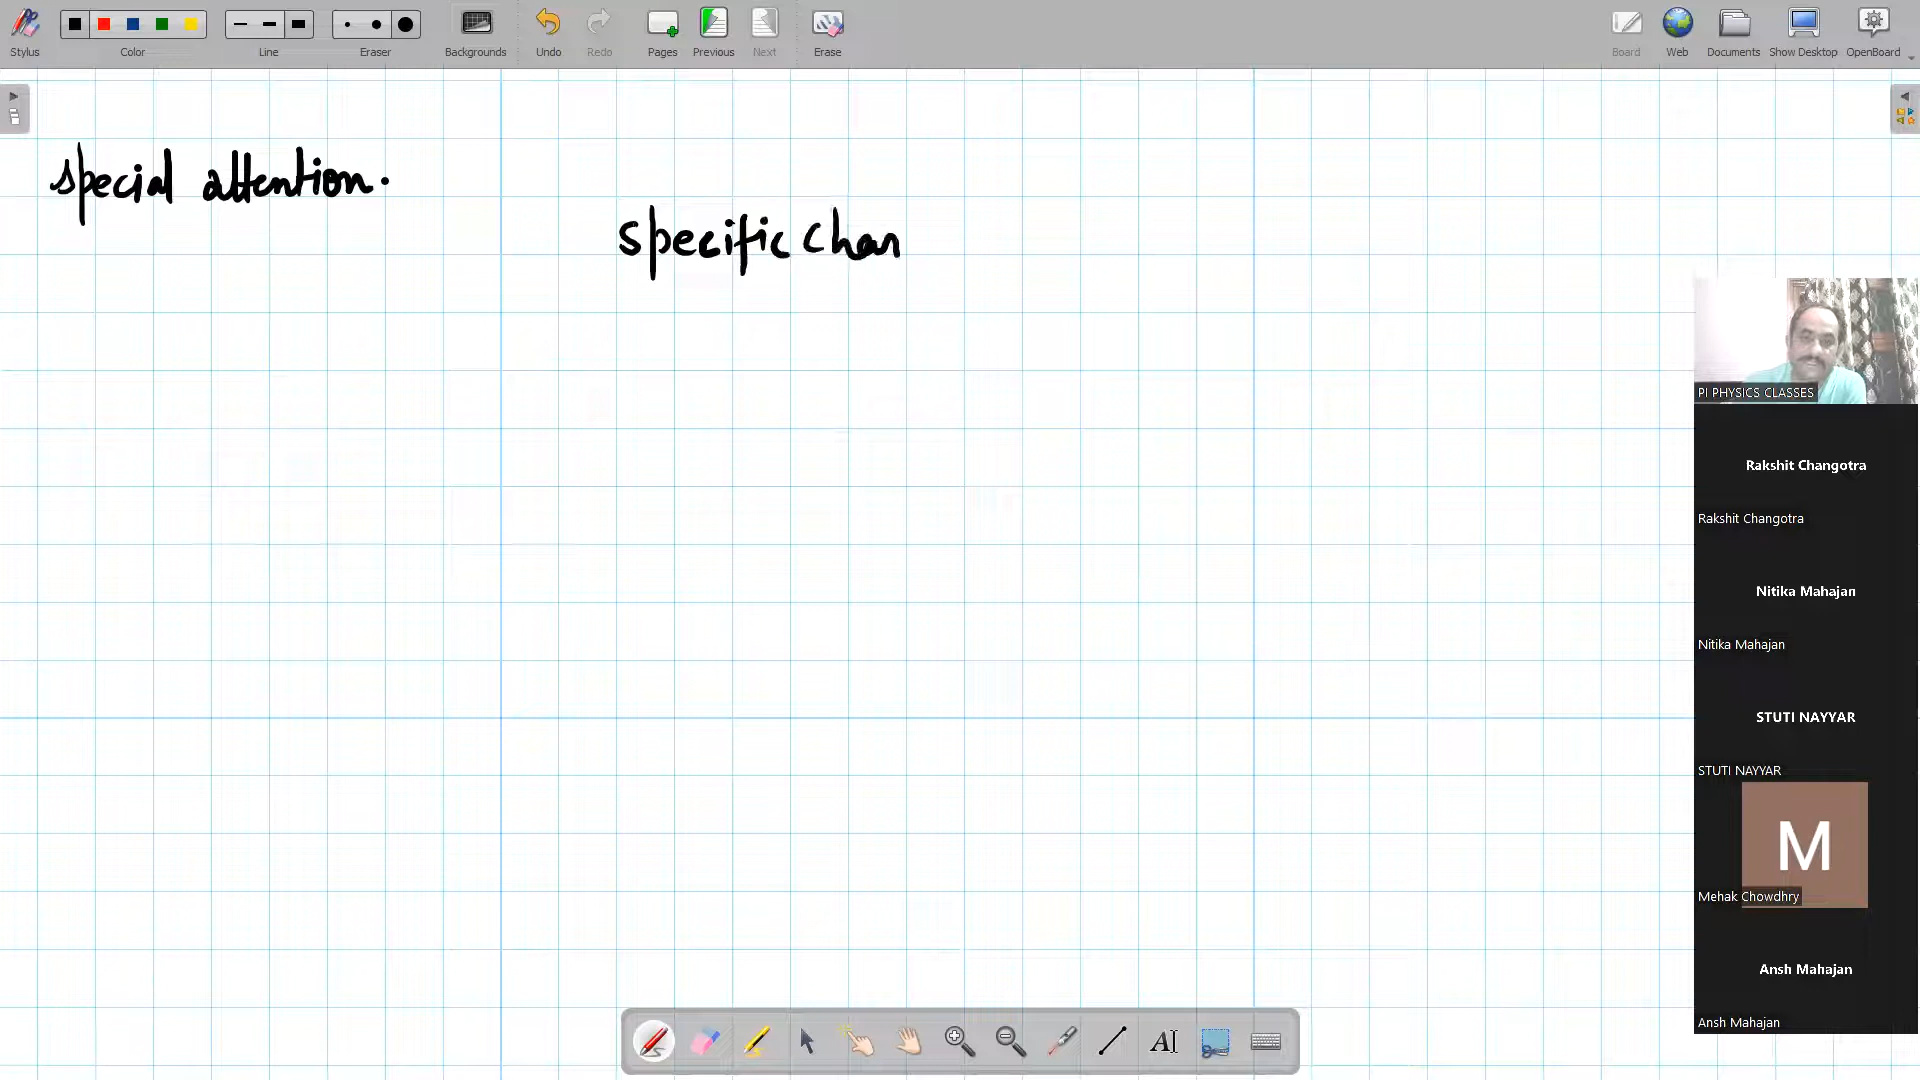 Stylus
Color
Line
Eraser
Backgrounds
Undo
Redo
Pages
Previous
Next
Erase
Board
Web
Documents
Show Desktop
OpenBoard
special attention.
specific chan
PI PHYSICS CLASSES
Rakshit Changotra
Rakshit Changotra
Nitika Mahajan
Nitika Mahajan
STUTI NAYYAR
STUTI NAYYAR
M
Mehak Chowdhry
Ansh Mahajan
Ansh Mahajan
AI